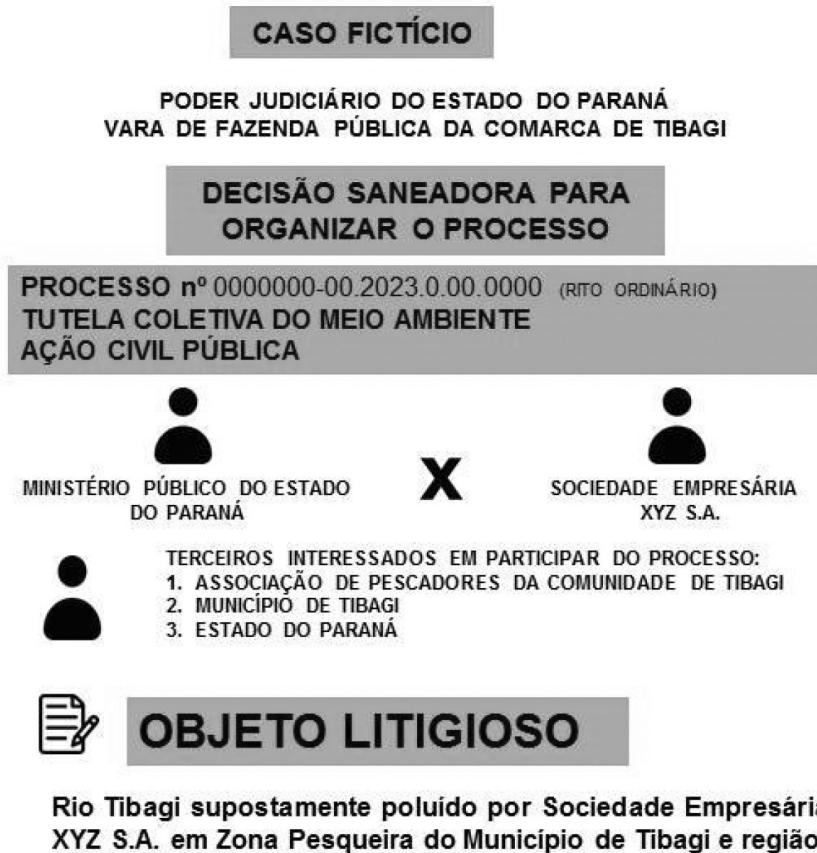 CASO FICTÍCIO
PODER JUDICIÁRIO DO ESTADO DO PARANÁ
VARA DE FAZENDA PÚBLICA DA COMARCA DE TIBAGI
DECISÃO SANEADORA PARA
ORGANIZAR O PROCESSO
PROCESSO nº 0000000-00.2023.0.00.0000 (RITO ORDINÁRIO)
TUTELA COLETIVA DO MEIO AMBIENTE
AÇÃO CIVIL PÚBLICA
MINISTÉRIO PÚBLICO DO ESTADO
DO PARANÁ
X
SOCIEDADE EMPRESÁRIA
XYZ S.A.
TERCEIROS INTERESSADOS EM PARTICIPAR DO PROCESSO:
1. ASSOCIAÇÃO DE PESCADORES DA COMUNIDADE DE TIBAGI
2. MUNICÍPIO DE TIBAGI
3. ESTADO DO PARANÁ
OBJETO LITIGIOSO
Rio Tibagi supostamente poluído por Sociedade Empresária
XYZ S.A. em Zona Pesqueira do Município de Tibagi e região